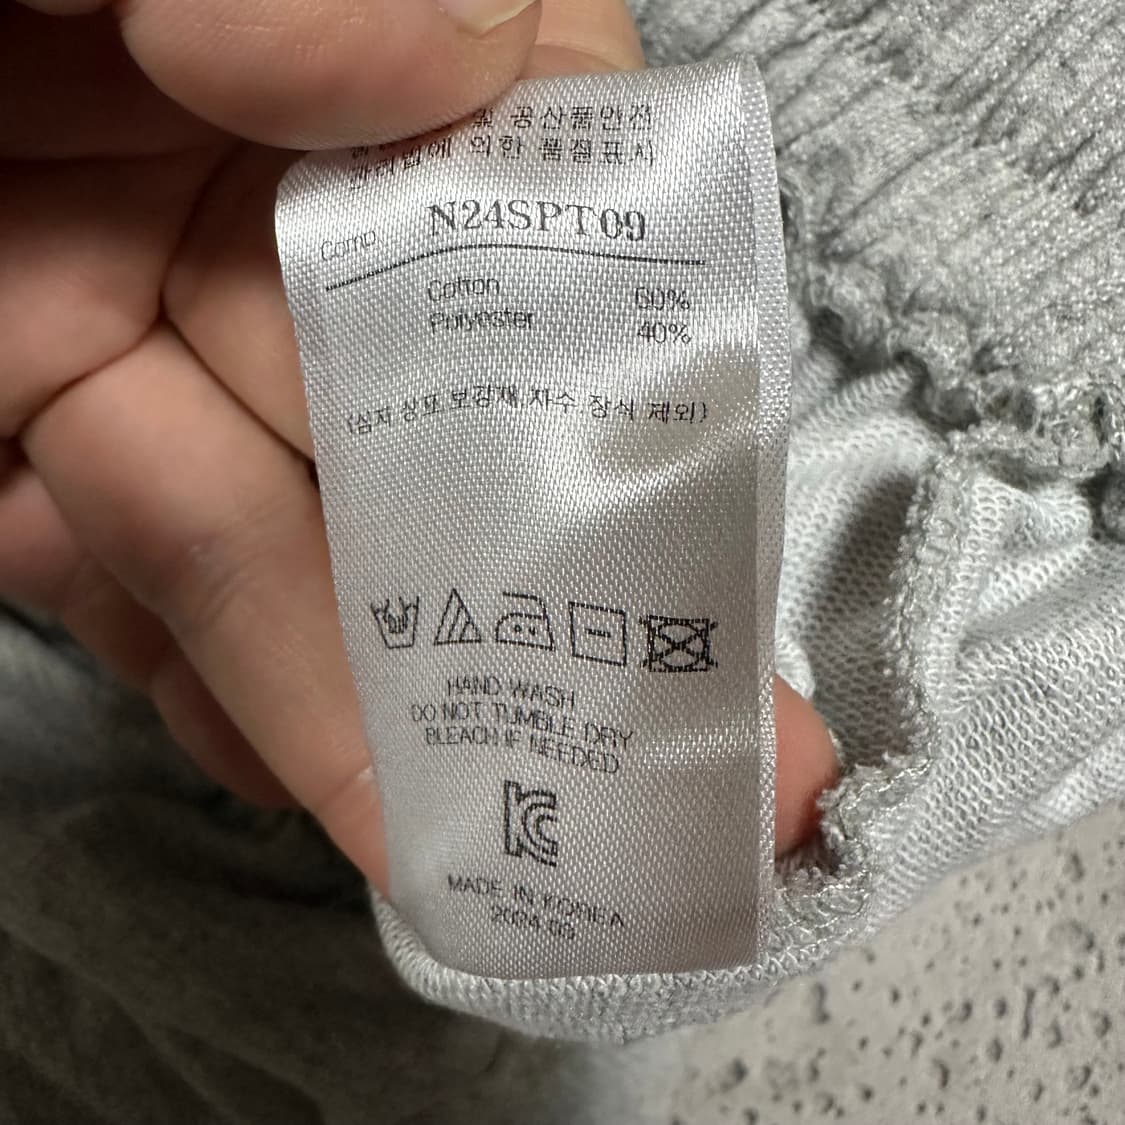 및 공산품안전
관리법에 의한 품질표시
Comp. N24SPT09
Cotton 60%
Polyester 40%
(심지.상표.보강재.자수.장식 제외)
HAND WASH
DO NOT TUMBLE DRY
BLEACH IF NEEDED
MADE IN KOREA